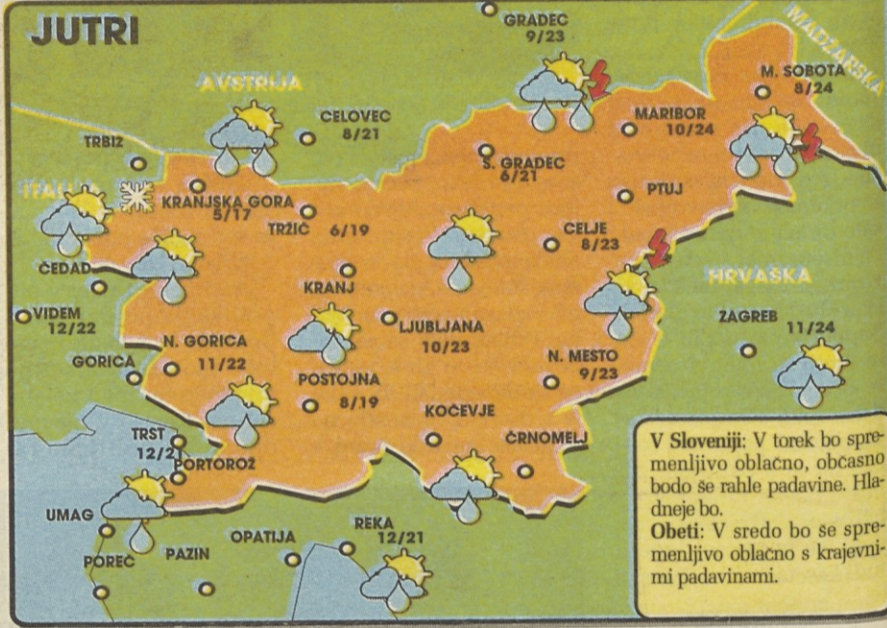 JUTRI
GRADEC
9/23
MADŽARSKA
AVSTRIJA
M. SOBOTA
8/24
CELOVEC
8/21
MARIBOR
10/24
TRBIŽ
S. GRADEC
6/21
ITALIJA
KRANJSKA GORA
5/17
PTUJ
TRŽIČ 6/19
CELJE
8/23
ČEDAD
KRANJ
HRVAŠKA
VIDEM
12/22
LJUBLJANA
10/23
ZAGREB
11/24
N. GORICA
11/22
GORICA
N. MESTO
9/23
POSTOJNA
8/19
KOČEVJE
ČRNOMELJ
TRST
12/2
PORTOROŽ
UMAG
REKA
12/21
OPATIJA
PAZIN
POREČ
V Sloveniji: V torek bo spre-
menljivo oblačno, občasno
bodo še rahle padavine. Hla-
dneje bo.
Obeti: V sredo bo še spre-
menljivo oblačno s krajevni-
mi padavinami.